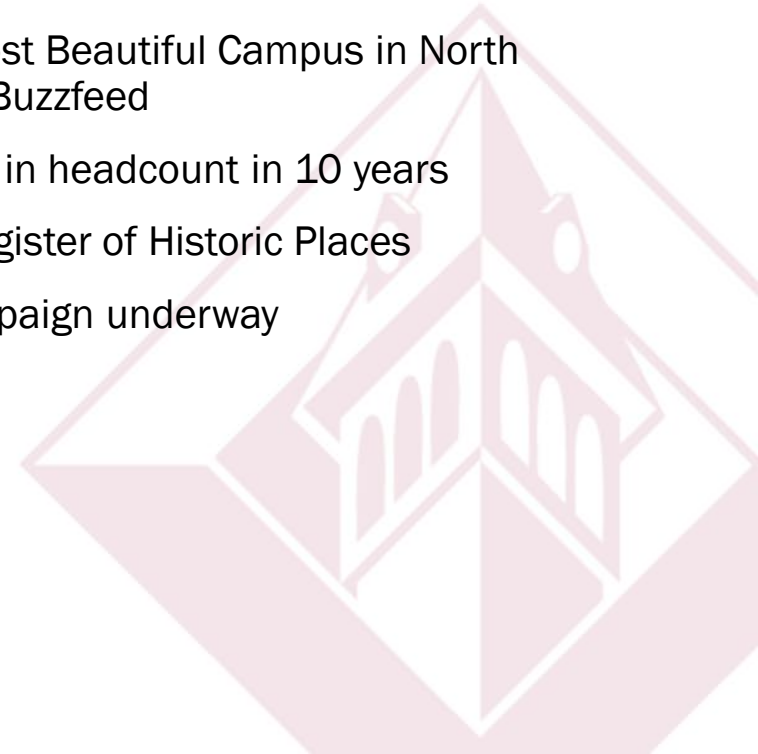 st Beautiful Campus in North
Buzzfeed
in headcount in 10 years
gister of Historic Places
paign underway